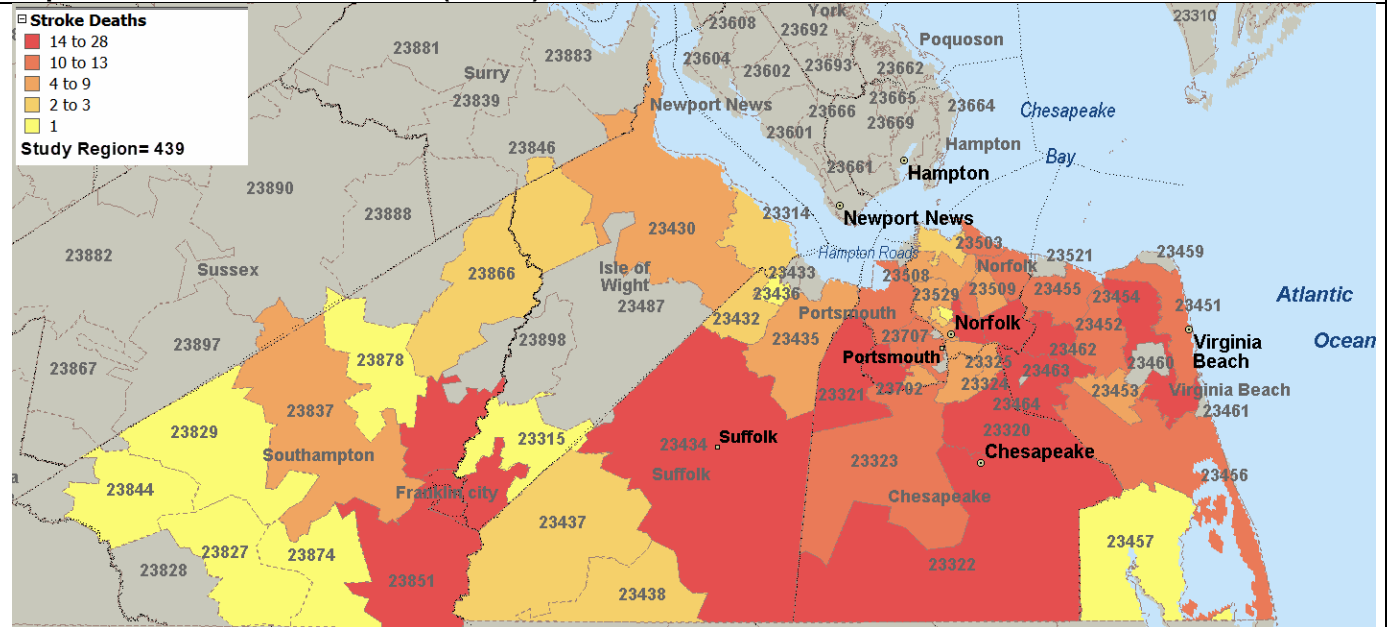 Stroke Deaths
14 to 28
10 to 13
4 to 9
2 to 3
1
Study Region= 439
23608
York
23692
23310
23881
23883
Poquoson
Surry
23604
23602
23693
23662
23839
Newport News
23665
23664
Chesapeake
23666
23669
23601
Hampton
23846
Bay
23661
Hampton
23890
23888
23314
Newport News
23430
23882
Hampton Roads
23503
23521
23459
Sussex
23866
Isle of
Wight
23433
23508
Norfolk
23436
23529
23509
23455
23454
Atlantic
23487
23451
23432
Portsmouth
Norfolk
23452
Ocean
23897
23898
23435
23707
Virginia
Beach
23878
Portsmouth
23325
23462
23460
23867
23463
23324
23321
23702
23453
Virginia Beach
23464
23461
23837
23829
23315
23434
Suffolk
23320
Chesapeake
Southampton
a
Suffolk
23323
23456
23844
Franklin city
Chesapeake
23437
23827
23874
23457
23828
23851
23322
23438